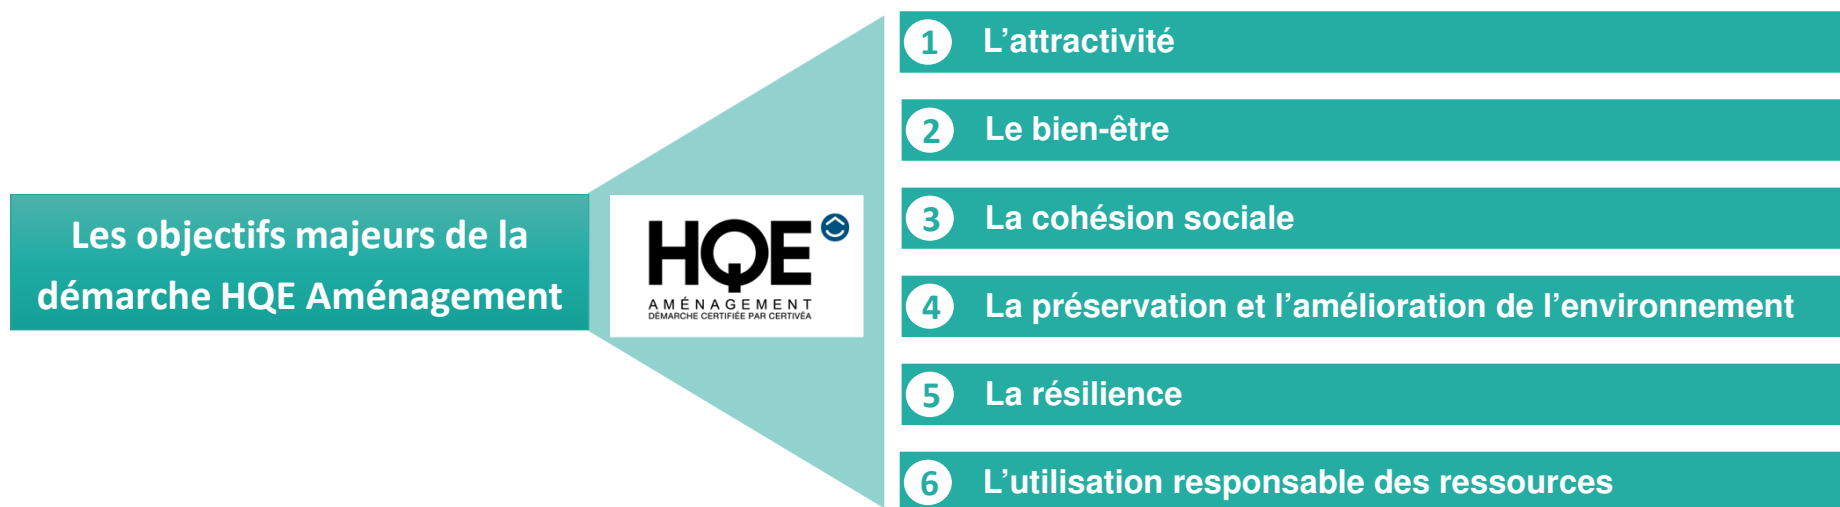 Les objectifs majeurs de la
démarche HQE Aménagement
HQE
AMÉNAGEMENT
DÉMARCHE CERTIFIÉE PAR CERTIVÉA
1 L’attractivité
2 Le bien-être
3 La cohésion sociale
4 La préservation et l’amélioration de l’environnement
5 La résilience
6 L’utilisation responsable des ressources